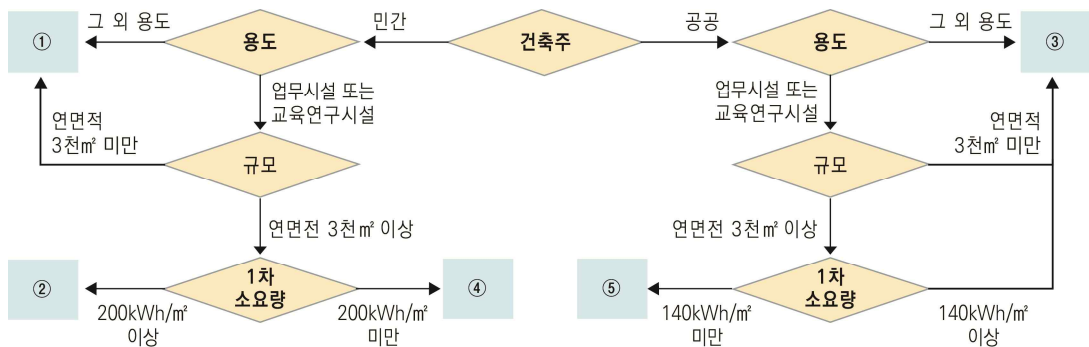 그 외 용도
민간
공공
그 외 용도
①
용도
건축주
용도
③
업무시설 또는
교육연구시설
업무시설 또는
교육연구시설
연면적
3천㎡ 미만
연면적
3천㎡ 미만
규모
규모
연면전 3천㎡ 이상
연면전 3천㎡ 이상
②
1차
소요량
④
⑤
1차
소요량
200kWh/㎡
이상
200kWh/㎡
미만
140kWh/㎡
미만
140kWh/㎡
이상